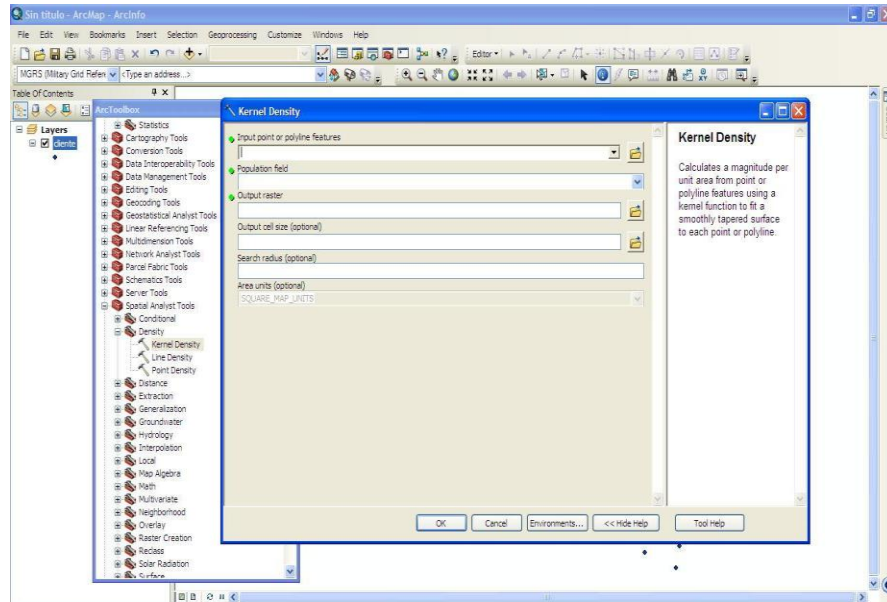 Sin título - ArcMap - ArcInfo
File Edit View Bookmarks Insert Selection Geoprocessing Customize Windows Help
Editor
MGRS (Military Grid Referen
<Type an address...>
Table Of Contents
Layers
cliente
ArcToolbox
Statistics
Cartography Tools
Conversion Tools
Data Interoperability Tools
Data Management Tools
Editing Tools
Geocoding Tools
Geostatistical Analyst Tools
Linear Referencing Tools
Multidimension Tools
Network Analyst Tools
Parcel Fabric Tools
Schematics Tools
Server Tools
Spatial Analyst Tools
Conditional
Density
Kernel Density
Line Density
Point Density
Distance
Extraction
Generalization
Groundwater
Hydrology
Interpolation
Local
Map Algebra
Math
Multivariate
Neighborhood
Overlay
Raster Creation
Reclass
Solar Radiation
Surface
Kernel Density
Input point or polyline features
Population field
Output raster
Output cell size (optional)
Search radius (optional)
Area units (optional)
SQUARE_MAP_UNITS
OK Cancel Environments... << Hide Help Tool Help
Kernel Density
Calculates a magnitude per
unit area from point or
polyline features using a
kernel function to fit a
smoothly tapered surface
to each point or polyline.